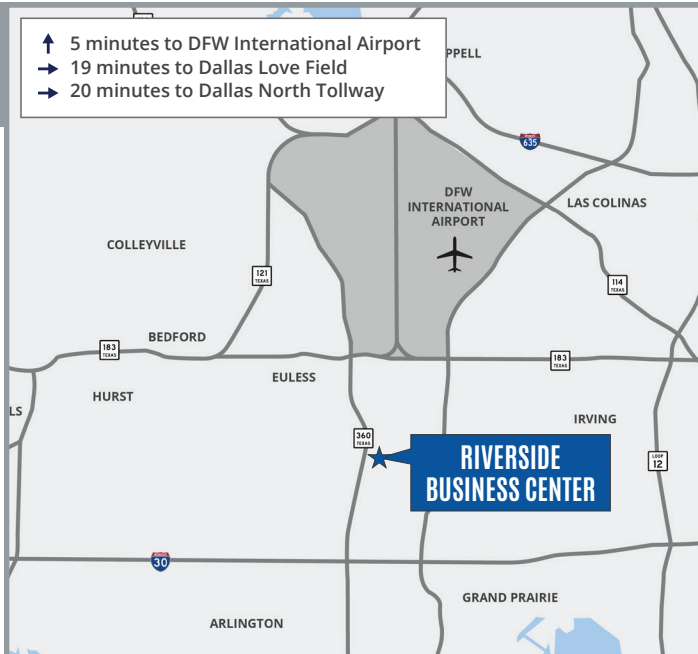 5 minutes to DFW International Airport
19 minutes to Dallas Love Field
20 minutes to Dallas North Tollway
PPELL
635
DFW
INTERNATIONAL
AIRPORT
LAS COLINAS
COLLEYVILLE
121
TEXAS
114
TEXAS
BEDFORD
183
TEXAS
183
TEXAS
EULESS
HURST
LS
IRVING
360
TEXAS
RIVERSIDE
BUSINESS CENTER
LOOP
12
30
GRAND PRAIRIE
ARLINGTON